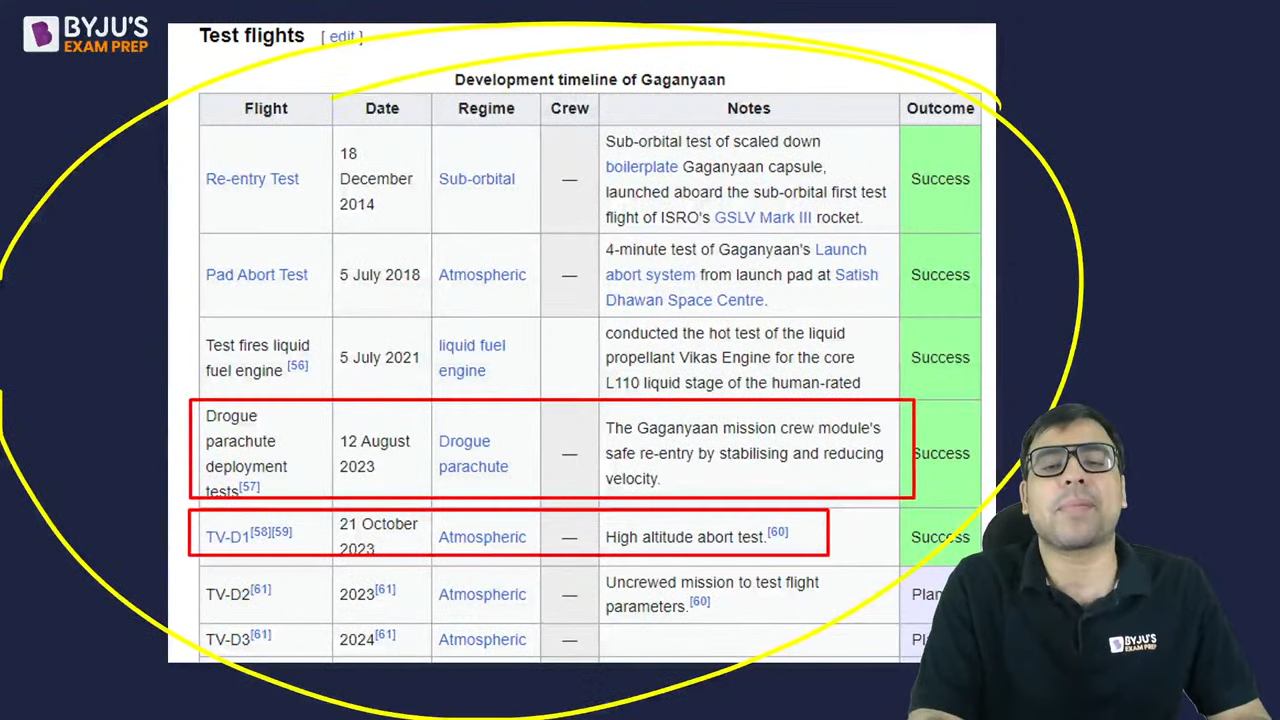 BYJU'S
EXAM PREP
Test flights [ edit ]
Development timeline of Gaganyaan
Flight Date Regime Crew Notes Outcome
Re-entry Test
18
December
2014
Sub-orbital
—
Sub-orbital test of scaled down
boilerplate Gaganyaan capsule,
launched aboard the sub-orbital first test
flight of ISRO's GSLV Mark III rocket.
Success
Pad Abort Test
5 July 2018
Atmospheric
—
4-minute test of Gaganyaan's Launch
abort system from launch pad at Satish
Dhawan Space Centre.
Success
Test fires liquid
fuel engine [56]
5 July 2021
liquid fuel
engine
conducted the hot test of the liquid
propellant Vikas Engine for the core
L110 liquid stage of the human-rated
Success
Drogue
parachute
deployment
tests[57]
12 August
2023
Drogue
parachute
—
The Gaganyaan mission crew module's
safe re-entry by stabilising and reducing
velocity.
Success
TV-D1[58][59]
21 October
2023
Atmospheric
—
High altitude abort test.[60]
Success
TV-D2[61]
2023[61]
Atmospheric
—
Uncrewed mission to test flight
parameters.[60]
TV-D3[61]
2024[61]
Atmospheric
—
BYJU'S
EXAM PREP